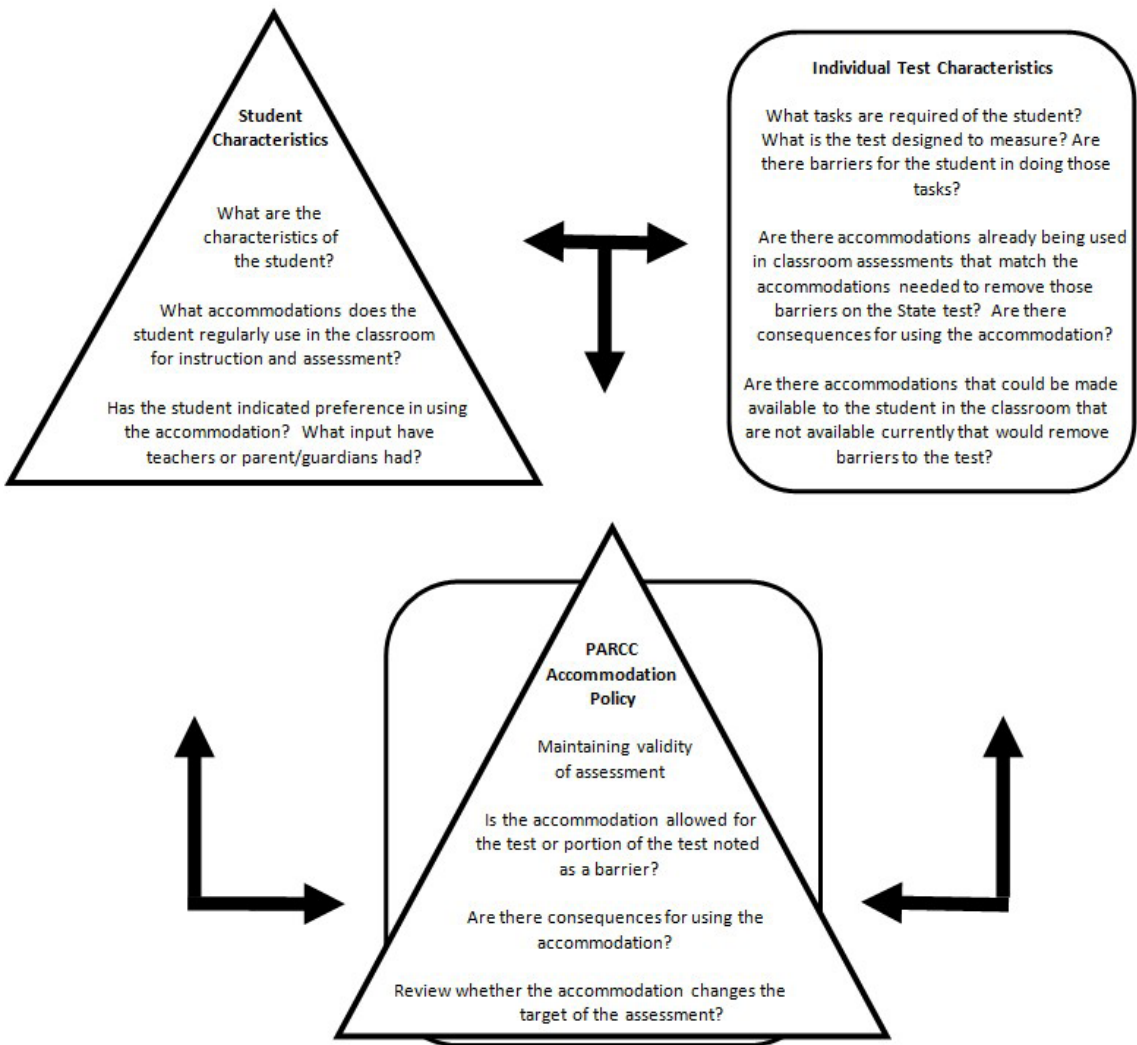 Student
Characteristics
What are the
characteristics of
the student?
What accommodations does the
student regularly use in the classroom
for instruction and assessment?
Has the student indicated preference in using
the accommodation? What input have
teachers or parent/guardians had?
Individual Test Characteristics
What tasks are required of the student?
What is the test designed to measure? Are
there barriers for the student in doing those
tasks?
Are there accommodations already being used
in classroom assessments that match the
accommodations needed to remove those
barriers on the State test? Are there
consequences for using the accommodation?
Are there accommodations that could be made
available to the student in the classroom that
are not available currently that would remove
barriers to the test?
PARCC
Accommodation
Policy
Maintaining validity
of assessment
Is the accommodation allowed for
the test or portion of the test noted
as a barrier?
Are there consequences for using the
accommodation?
Review whether the accommodation changes the
target of the assessment?